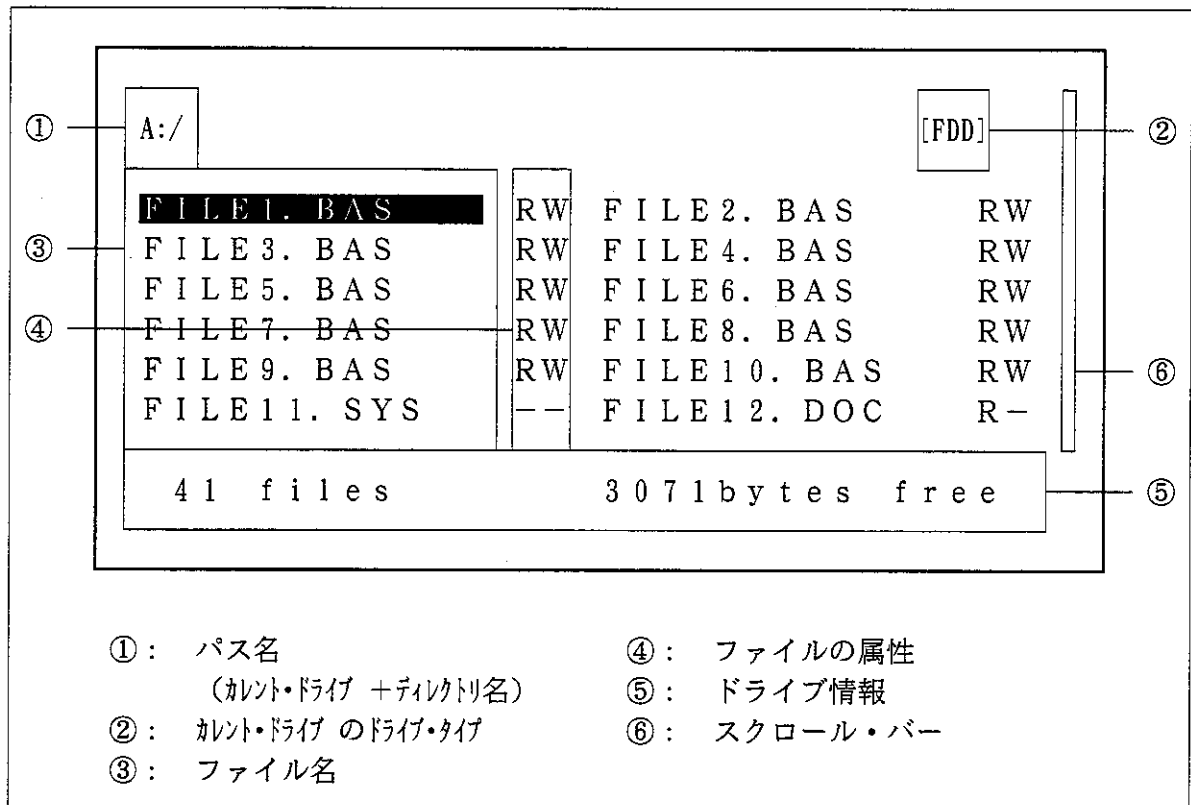 ① A:/ [FDD] ②
FILE1. BAS RW FILE2. BAS RW
③ FILE3. BAS RW FILE4. BAS RW
FILE5. BAS RW FILE6. BAS RW
④ FILE7. BAS RW FILE8. BAS RW
FILE9. BAS RW FILE10. BAS RW ⑥
FILE11. SYS -- FILE12. DOC R-
41 files 3071bytes free ⑤
①： パス名
（ｶﾚﾝﾄ・ﾄﾞﾗｲﾌﾞ ＋ﾃﾞｨﾚｸﾄﾘ名）
②： ｶﾚﾝﾄ・ﾄﾞﾗｲﾌﾞ のﾄﾞﾗｲﾌﾞ・ﾀｲﾌﾟ
③： ファイル名
④： ファイルの属性
⑤： ドライブ情報
⑥： スクロール・バー